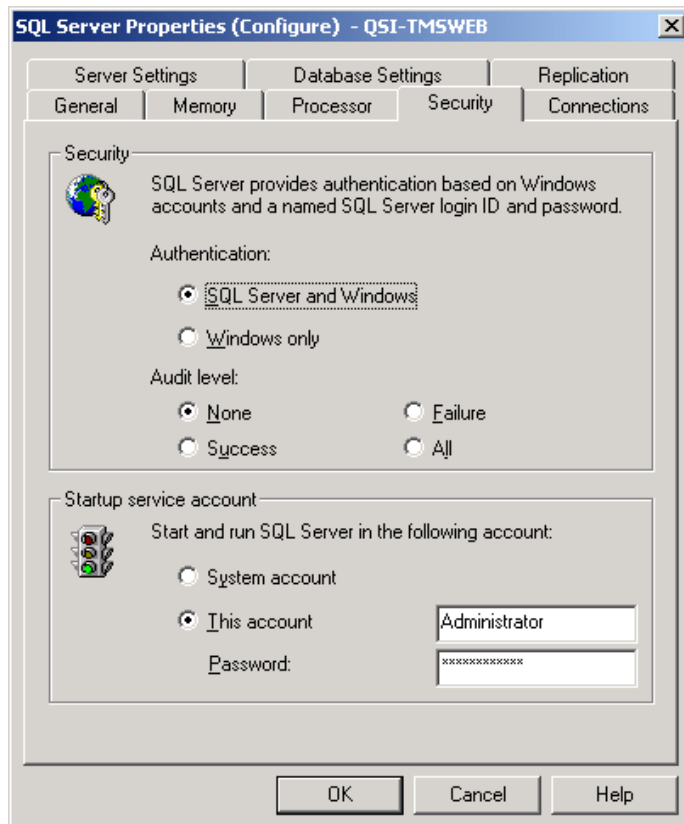 SQL Server Properties (Configure) - QSI-TMSWEB
Server Settings
Database Settings
Replication
General
Memory
Processor
Security
Connections
Security
SQL Server provides authentication based on Windows
accounts and a named SQL Server login ID and password.
Authentication:
SQL Server and Windows
Windows only
Audit level:
None
Failure
Success
All
Startup service account
Start and run SQL Server in the following account:
System account
This account
Administrator
Password:
************
OK
Cancel
Help